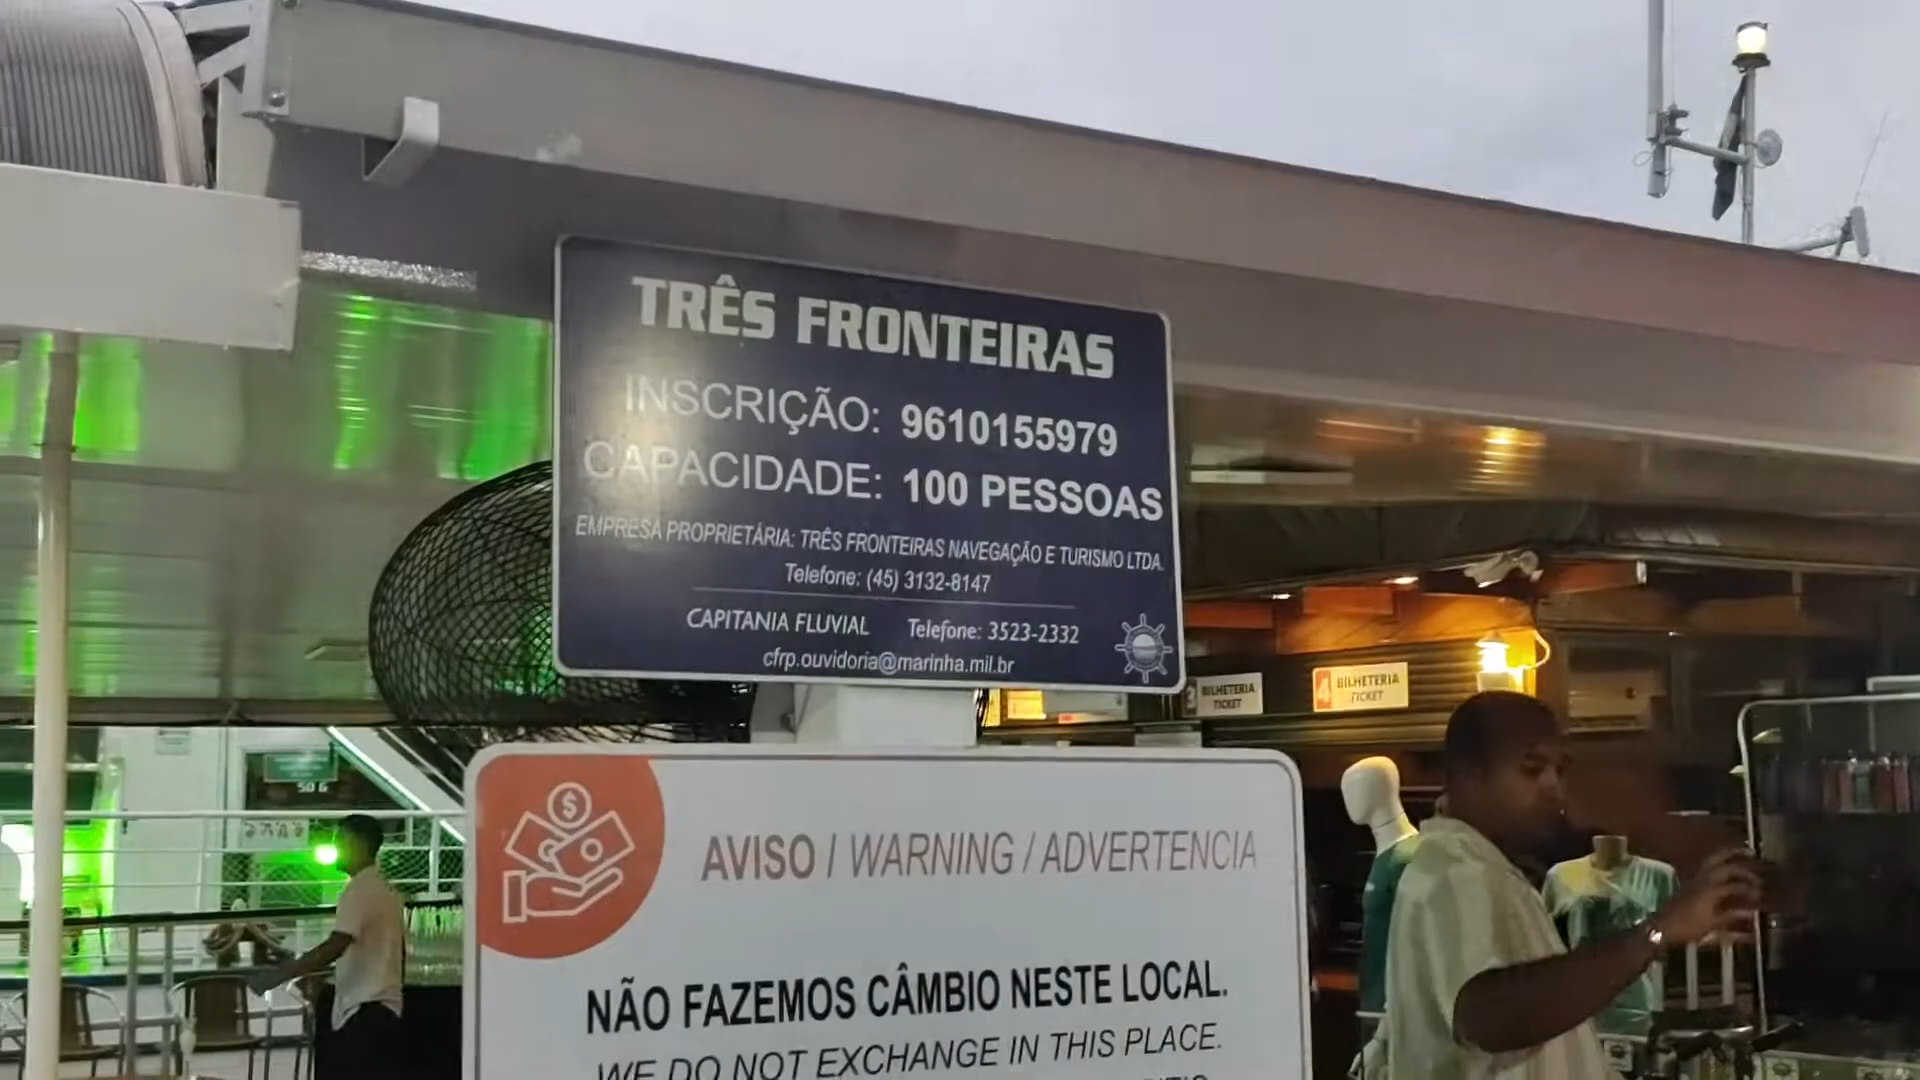 TRÊS FRONTEIRAS
INSCRIÇÃO: 9610155979
CAPACIDADE: 100 PESSOAS
EMPRESA PROPRIETÁRIA: TRÊS FRONTEIRAS NAVEGAÇÃO E TURISMO LTDA.
Telefone: (45) 3132-8147
CAPITANIA FLUVIAL Telefone: 3523-2332
cfrp.ouvidoria@marinha.mil.br
3 BILHETERIA
TICKET
4 BILHETERIA
TICKET
AVISO / WARNING / ADVERTENCIA
NÃO FAZEMOS CÂMBIO NESTE LOCAL.
WE DO NOT EXCHANGE IN THIS PLACE.